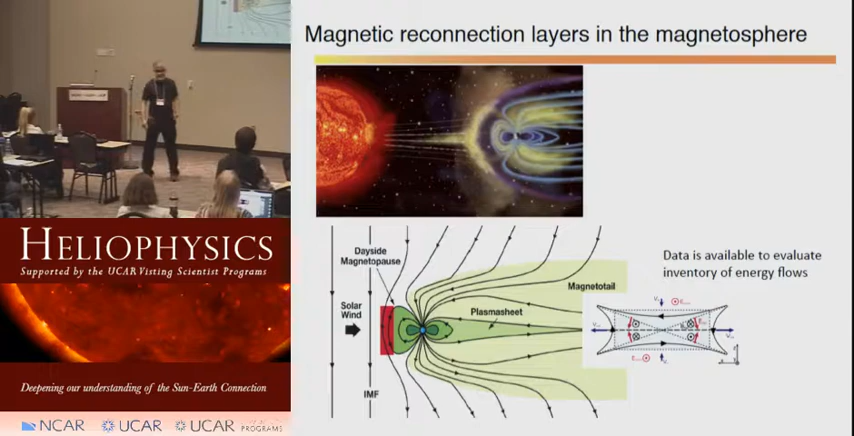 Magnetic reconnection layers in the magnetosphere
HELIOPHYSICS
Supported by the UCAR Visting Scientist Programs
Deepening our understanding of the Sun-Earth Connection
NCAR UCAR UCAR
PROGRAMS
Dayside
Magnetopause
Solar
Wind
IMF
Plasmasheet
Magnetotail
Data is available to evaluate
inventory of energy flows